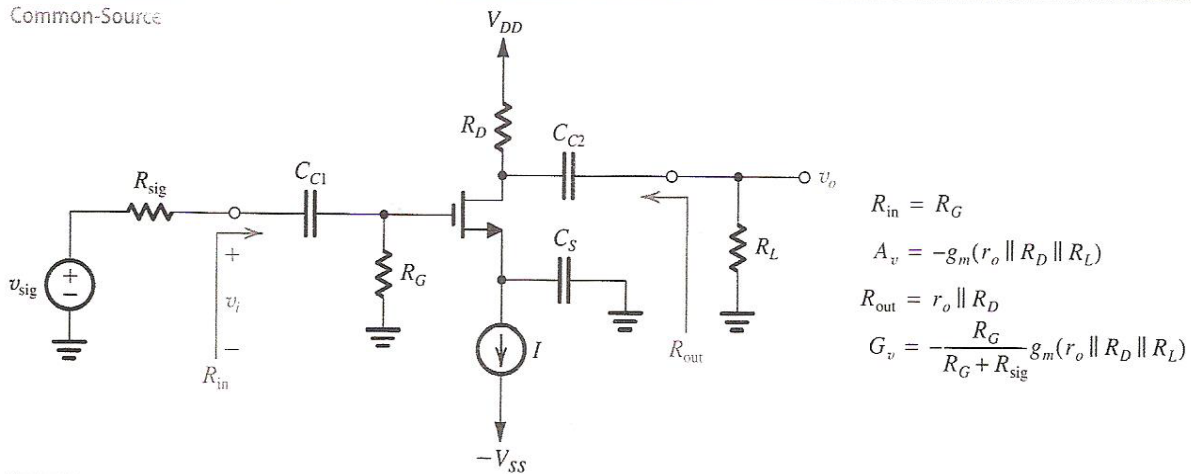 Common-Source
V_DD
R_D
C_C2
v_o
R_sig
C_C1
R_in = R_G
A_v = -g_m(r_o || R_D || R_L)
C_S
R_L
R_G
v_sig
+
-
+
v_i
-
R_out = r_o || R_D
I
R_out
G_v = - R_G / (R_G + R_sig) g_m(r_o || R_D || R_L)
R_in
-V_SS